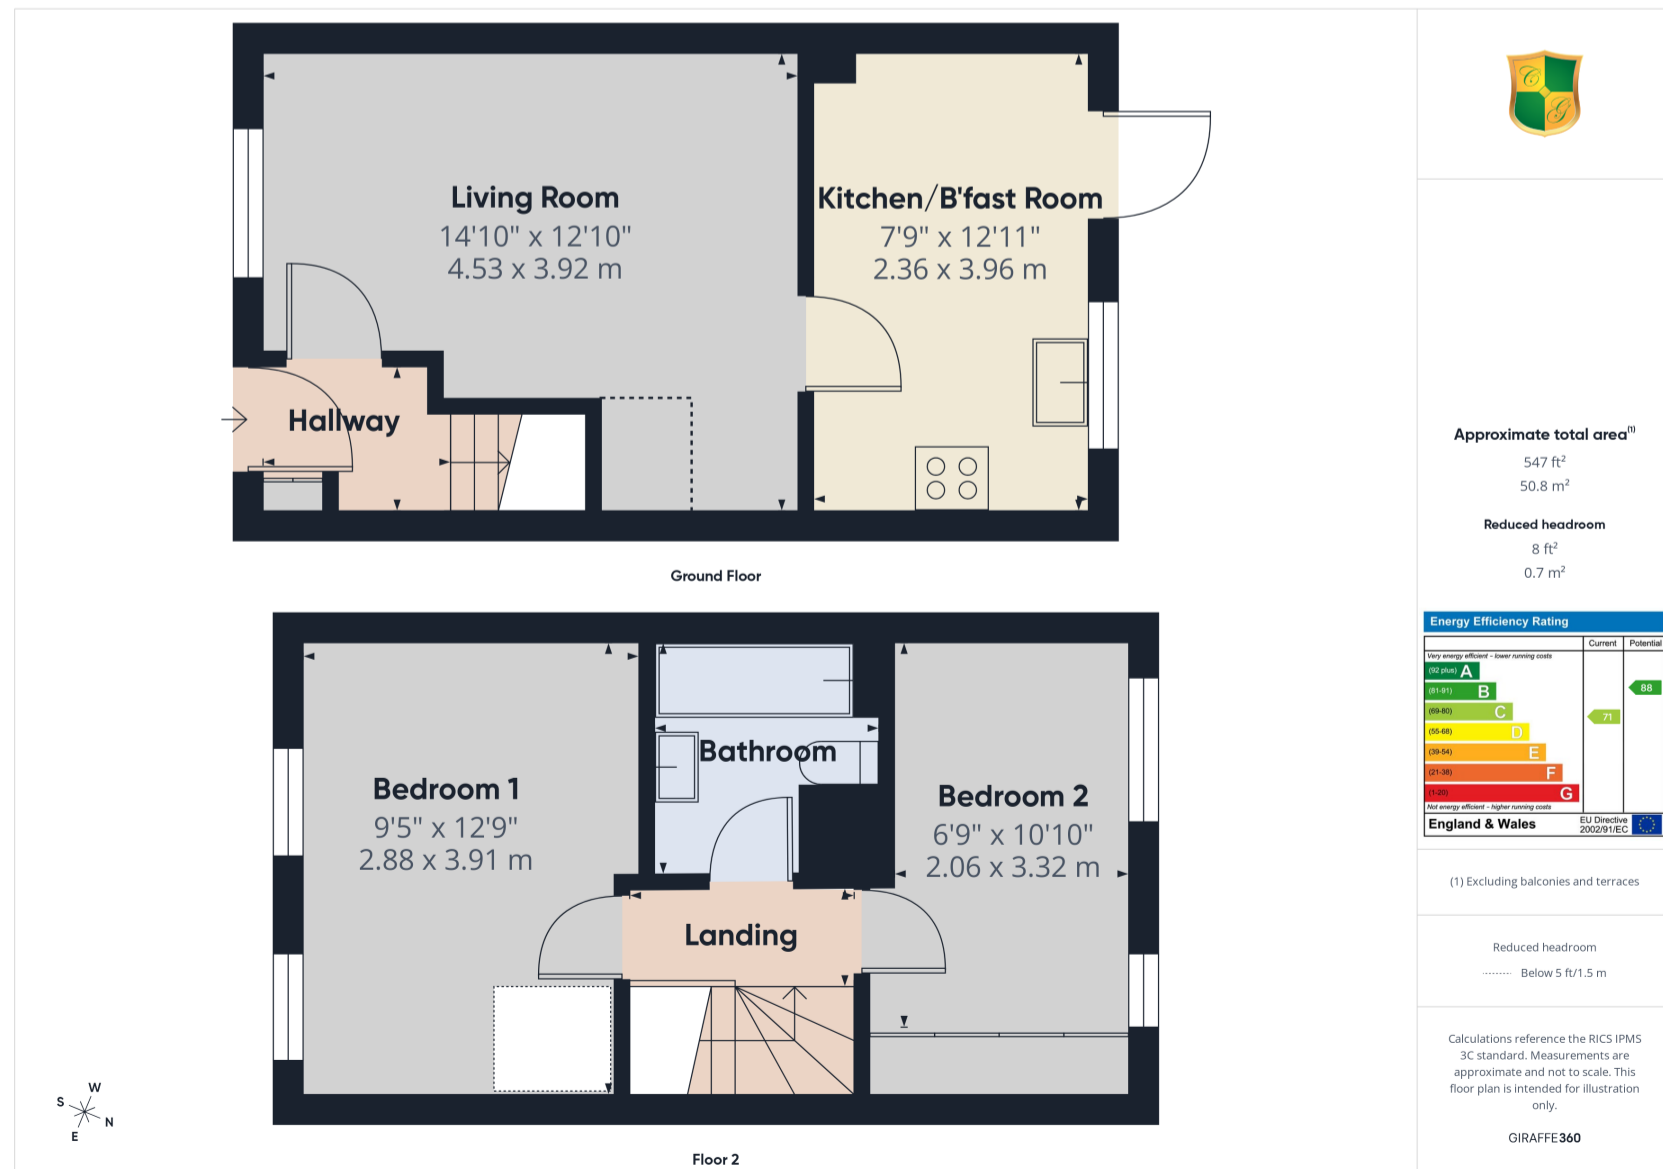 Living Room
14'10" x 12'10"
4.53 x 3.92 m
Kitchen/B'fast Room
7'9" x 12'11"
2.36 x 3.96 m
Hallway
Ground Floor
Bedroom 1
9'5" x 12'9"
2.88 x 3.91 m
Bathroom
Bedroom 2
6'9" x 10'10"
2.06 x 3.32 m
Landing
Floor 2
W
S
N
E
C
G
Approximate total area(1)
547 ft²
50.8 m²
Reduced headroom
8 ft²
0.7 m²
Energy Efficiency Rating
Current Potential
Very energy efficient – lower running costs
(92 plus) A
(81-91) B
(69-80) C
(55-68) D
(39-54) E
(21-38) F
(1-20) G
88
71
Not energy efficient – higher running costs
England & Wales
EU Directive
2002/91/EC
(1) Excluding balconies and terraces
Reduced headroom
Below 5 ft/1.5 m
Calculations reference the RICS IPMS
3C standard. Measurements are
approximate and not to scale. This
floor plan is intended for illustration
only.
GIRAFFE360